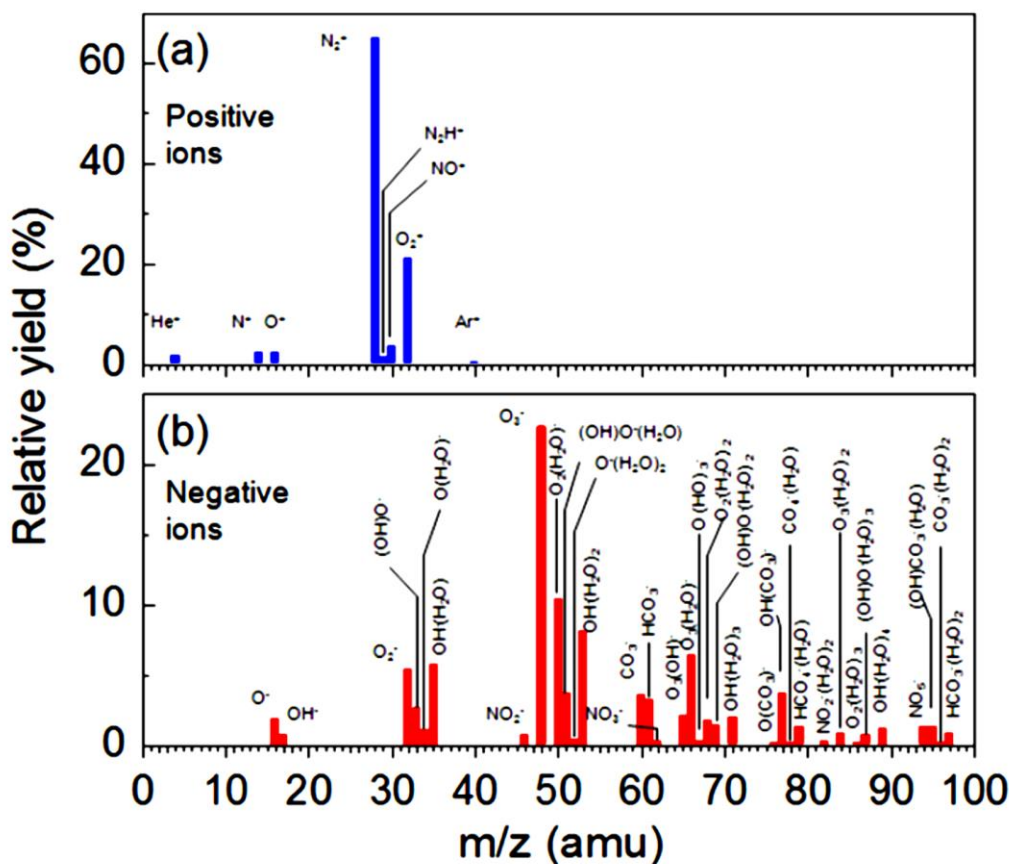 Relative yield (%)
(a)
Positive
ions
60
40
20
0
He⁺
N⁺
O⁺
N₂⁺
N₂H⁺
NO⁺
O₂⁺
Ar⁺
(b)
Negative
ions
20
10
0
O⁻
OH⁻
O₂⁻
(OH)O⁻
O(H₂O)⁻
OH(H₂O)
NO₂⁻
O₃⁻
O₂(H₂O)⁻
(OH)O⁻(H₂O)
O⁻(H₂O)₂
OH(H₂O)₂
CO₃⁻
HCO₃⁻
NO₃⁻
O₃(OH)⁻
O₃(H₂O)⁻
O(HO)₃⁻
O₂(H₂O)₂
(OH)O(H₂O)₂
OH(H₂O)₃
O(CO₃)⁻
OH(CO₃)⁻
CO₄⁻(H₂O)
HCO₄⁻(H₂O)
NO₂⁻(H₂O)₂
O₃(H₂O)₂
O₂(H₂O)₃
(OH)O(H₂O)₃
OH(H₂O)₄
(OH)CO₃⁻(H₂O)
CO₃⁻(H₂O)₂
HCO₃⁻(H₂O)₂
0 10 20 30 40 50 60 70 80 90 100
m/z (amu)